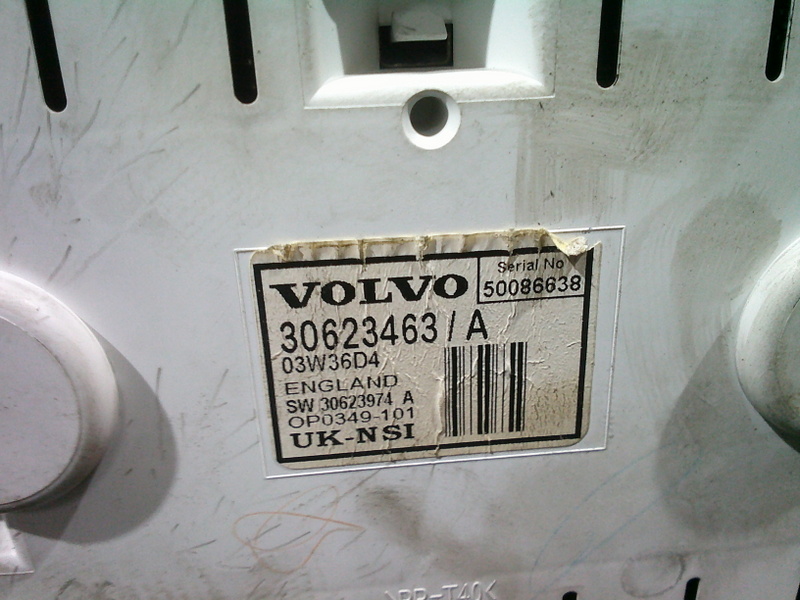 VOLVO
Serial No
50086638
30623463 / A
03W36D4
ENGLAND
SW 30623974 A
OP0349-101
UK-NSI